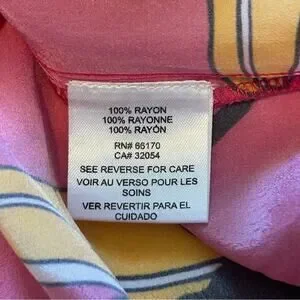 100% RAYON
100% RAYONNE
100% RAYÓN
RN# 66170
CA# 32054
SEE REVERSE FOR CARE
VOIR AU VERSO POUR LES
SOINS
VER REVERTIR PARA EL
CUIDADO